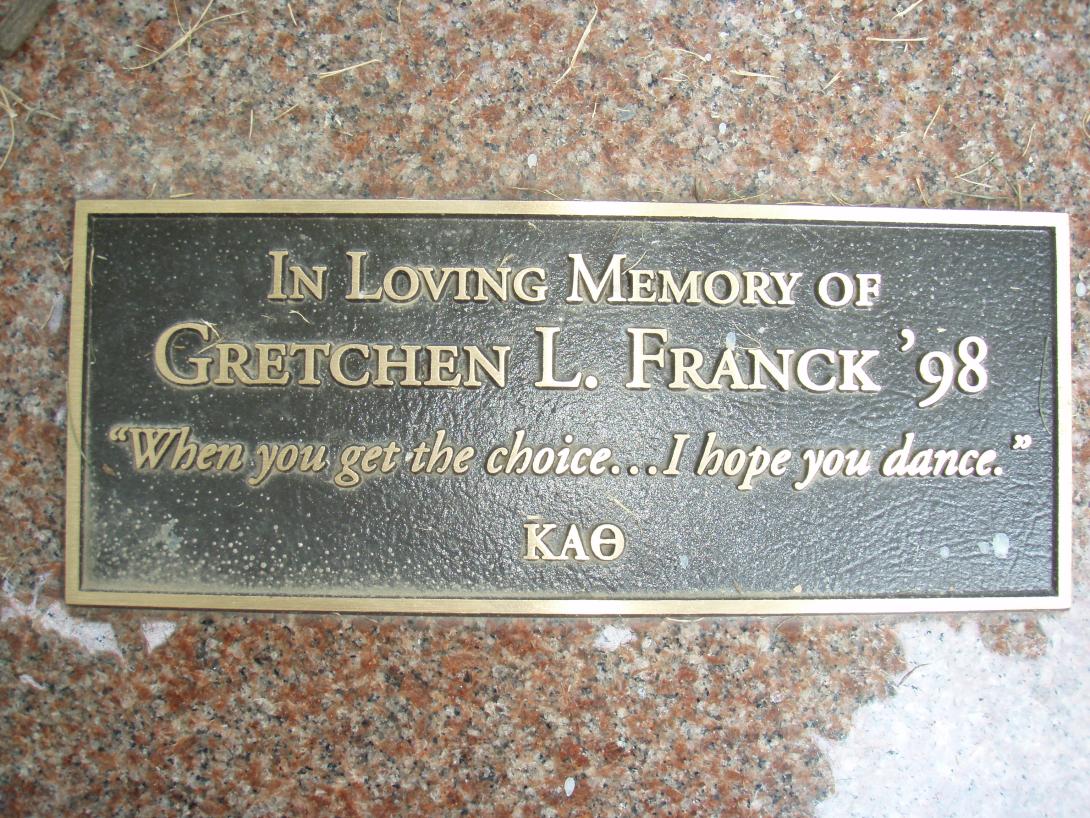 In Loving Memory of
Gretchen L. Franck ’98
“When you get the choice...I hope you dance.”
ΚΑΘ